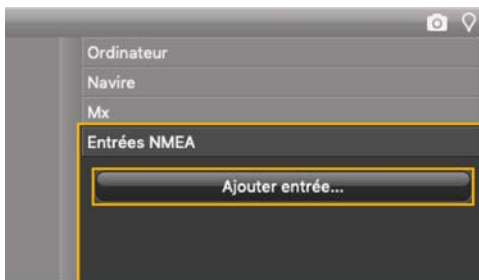 Ordinateur
Navire
Mx
Entrées NMEA
Ajouter entrée...